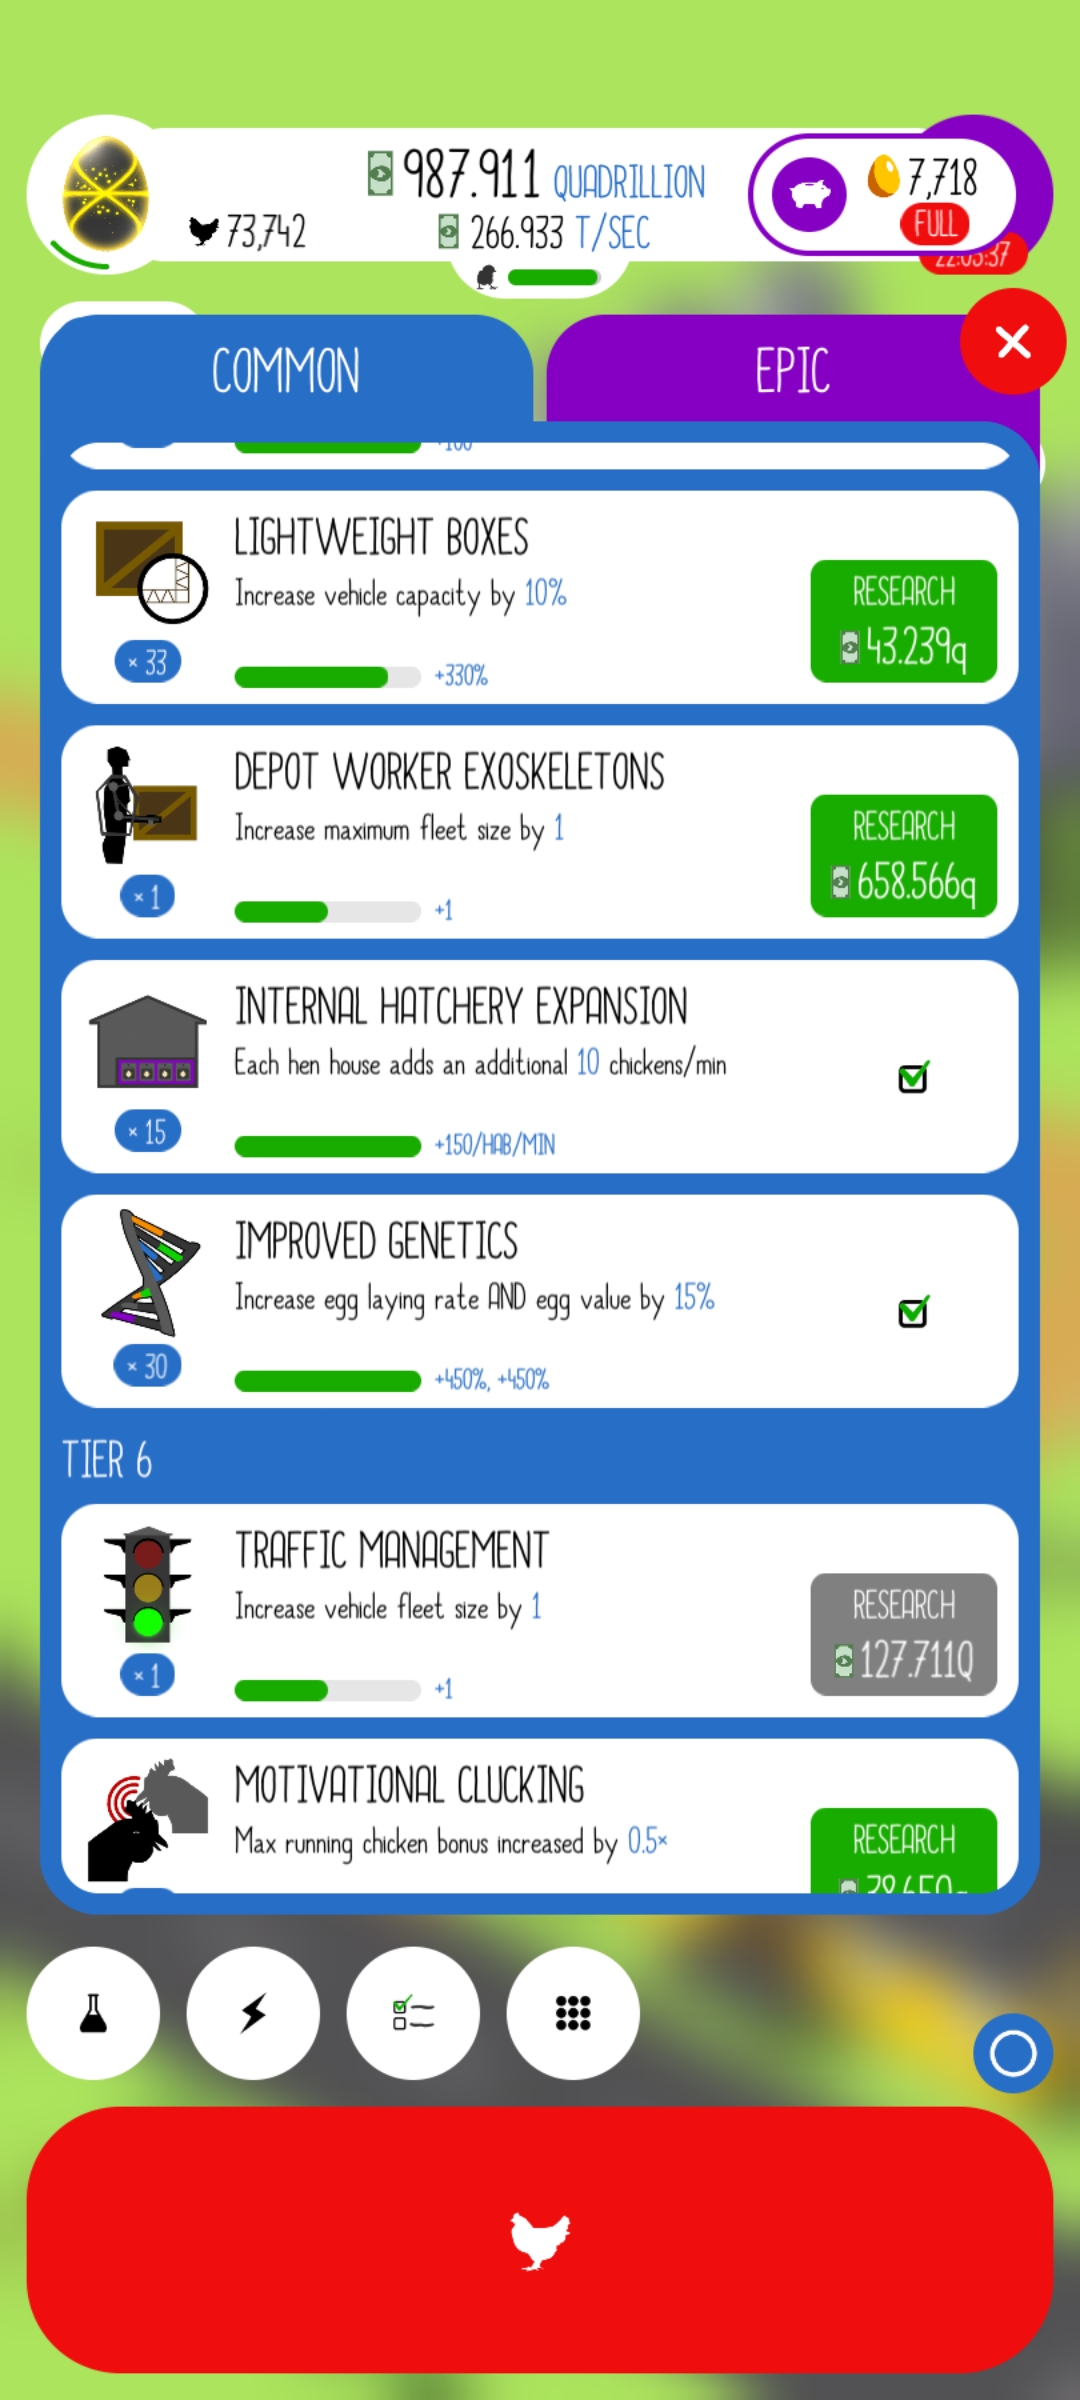 987.911 QUADRILLION
7,718
73,742
266.933 T/SEC
FULL
22:05:37
COMMON
EPIC
+100
LIGHTWEIGHT BOXES
Increase vehicle capacity by 10%
RESEARCH
43.239q
× 33
+330%
DEPOT WORKER EXOSKELETONS
Increase maximum fleet size by 1
RESEARCH
658.566q
× 1
+1
INTERNAL HATCHERY EXPANSION
Each hen house adds an additional 10 chickens/min
× 15
+150/HAB/MIN
IMPROVED GENETICS
Increase egg laying rate AND egg value by 15%
× 30
+450%, +450%
TIER 6
TRAFFIC MANAGEMENT
Increase vehicle fleet size by 1
RESEARCH
127.711Q
× 1
+1
MOTIVATIONAL CLUCKING
Max running chicken bonus increased by 0.5×
RESEARCH